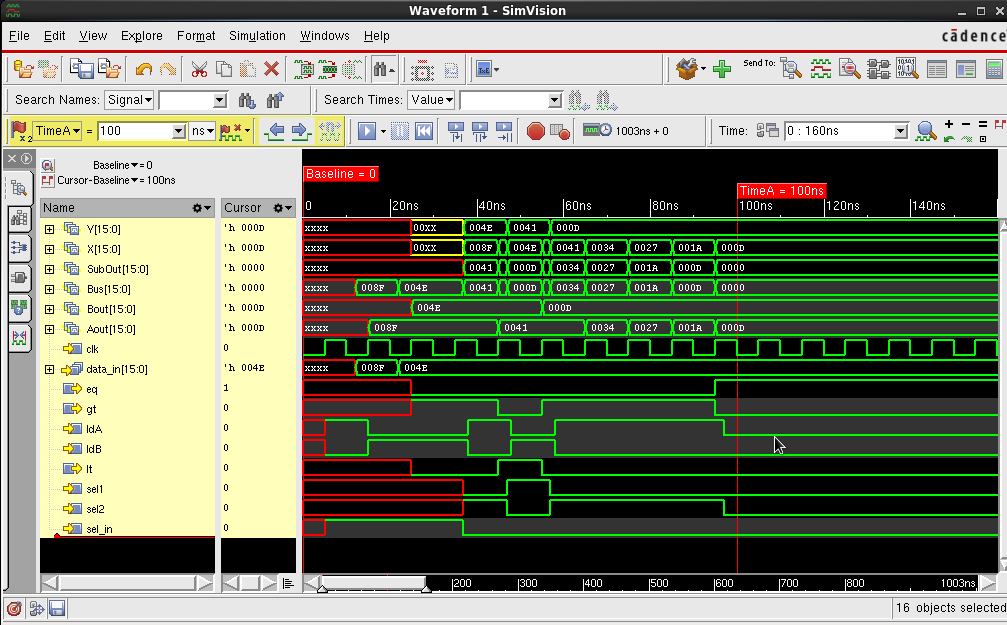 Waveform 1 - SimVision
File Edit View Explore Format Simulation Windows Help
cādence
Send To:
Search Names: Signal
Search Times: Value
TimeA = 100 ns
1003ns + 0
Time: 0 : 160ns
Baseline = 0
Cursor-Baseline = 100ns
Baseline = 0
TimeA = 100ns
Name Cursor
0 20ns 40ns 60ns 80ns 100ns 120ns 140ns
Y[15:0] 'h 000D xxxx 00XX 004E 0041 000D
X[15:0] 'h 000D xxxx 00XX 008F 004E 0041 0034 0027 001A 000D
SubOut[15:0] 'h 0000 xxxx 0041 000D 0034 0027 001A 000D 0000
Bus[15:0] 'h 0000 xxxx 008F 004E 0041 000D 0034 0027 001A 000D 0000
Bout[15:0] 'h 000D xxxx 004E 000D
Aout[15:0] 'h 000D xxxx 008F 0041 0034 0027 001A 000D
clk 0
data_in[15:0] 'h 004E xxxx 008F 004E
eq 1
gt 0
ldA 0
ldB 0
lt 0
sel1 0
sel2 0
sel_in 0
200 300 400 500 600 700 800 1003ns
16 objects selected